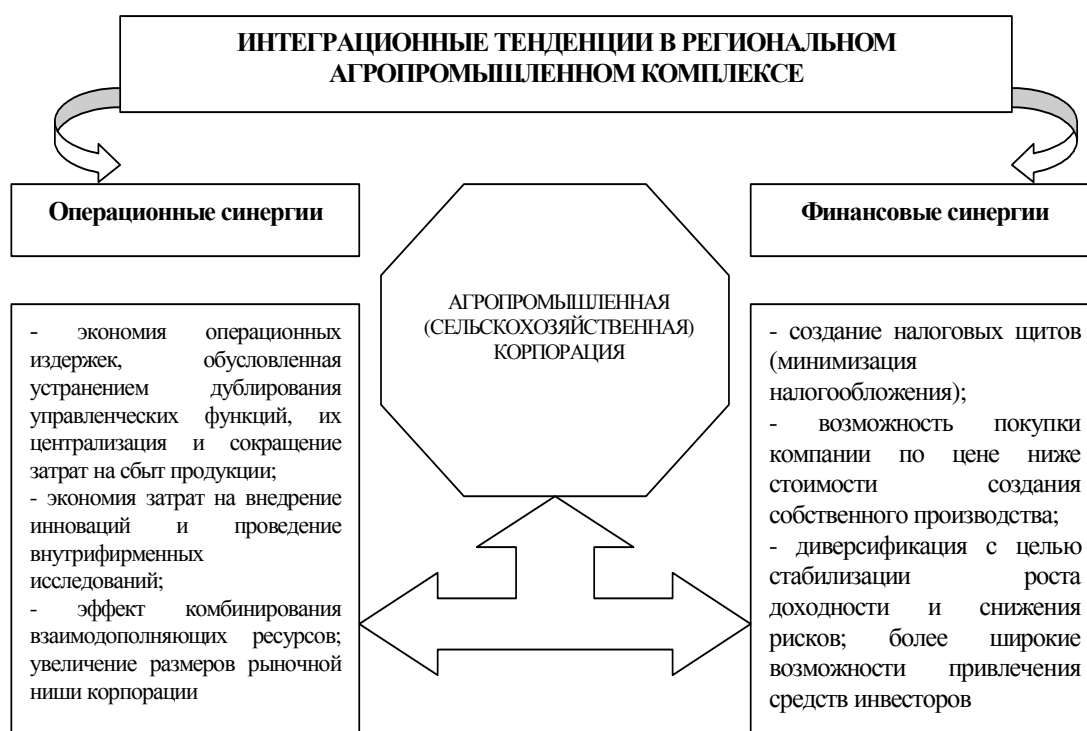 ИНТЕГРАЦИОННЫЕ ТЕНДЕНЦИИ В РЕГИОНАЛЬНОМ
АГРОПРОМЫШЛЕННОМ КОМПЛЕКСЕ
Операционные синергии
- экономия операционных
издержек, обусловленная
устранением дублирования
управленческих функций, их
централизация и сокращение
затрат на сбыт продукции;
- экономия затрат на внедрение
инноваций и проведение
внутрифирменных
исследований;
- эффект комбинирования
взаимодополняющих ресурсов;
увеличение размеров рыночной
ниши корпорации
АГРОПРОМЫШЛЕННАЯ
(СЕЛЬСКОХОЗЯЙСТВЕННАЯ)
КОРПОРАЦИЯ
Финансовые синергии
- создание налоговых щитов
(минимизация
налогообложения);
- возможность покупки
компании по цене ниже
стоимости создания
собственного производства;
- диверсификация с целью
стабилизации роста
доходности и снижения
рисков; более широкие
возможности привлечения
средств инвесторов